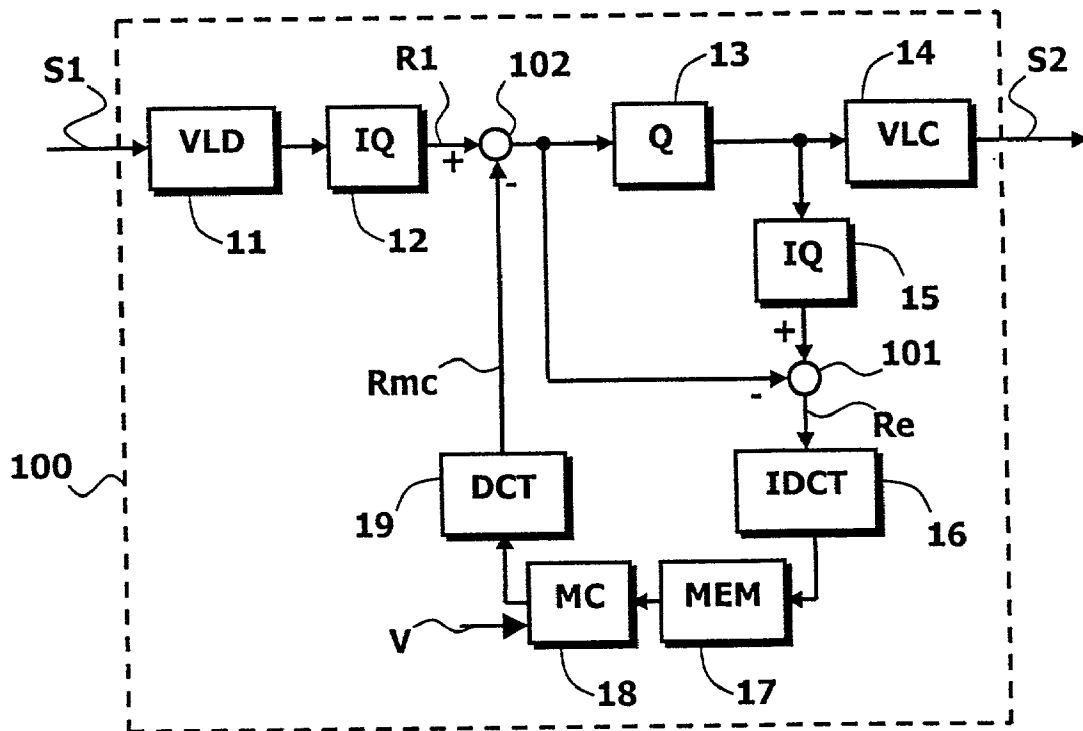 S1
R1
102
13
14
S2
VLD
IQ
+
-
Q
VLC
11
12
IQ
15
+
101
-
Rmc
Re
100
DCT
IDCT
19
16
MC
MEM
V
18
17